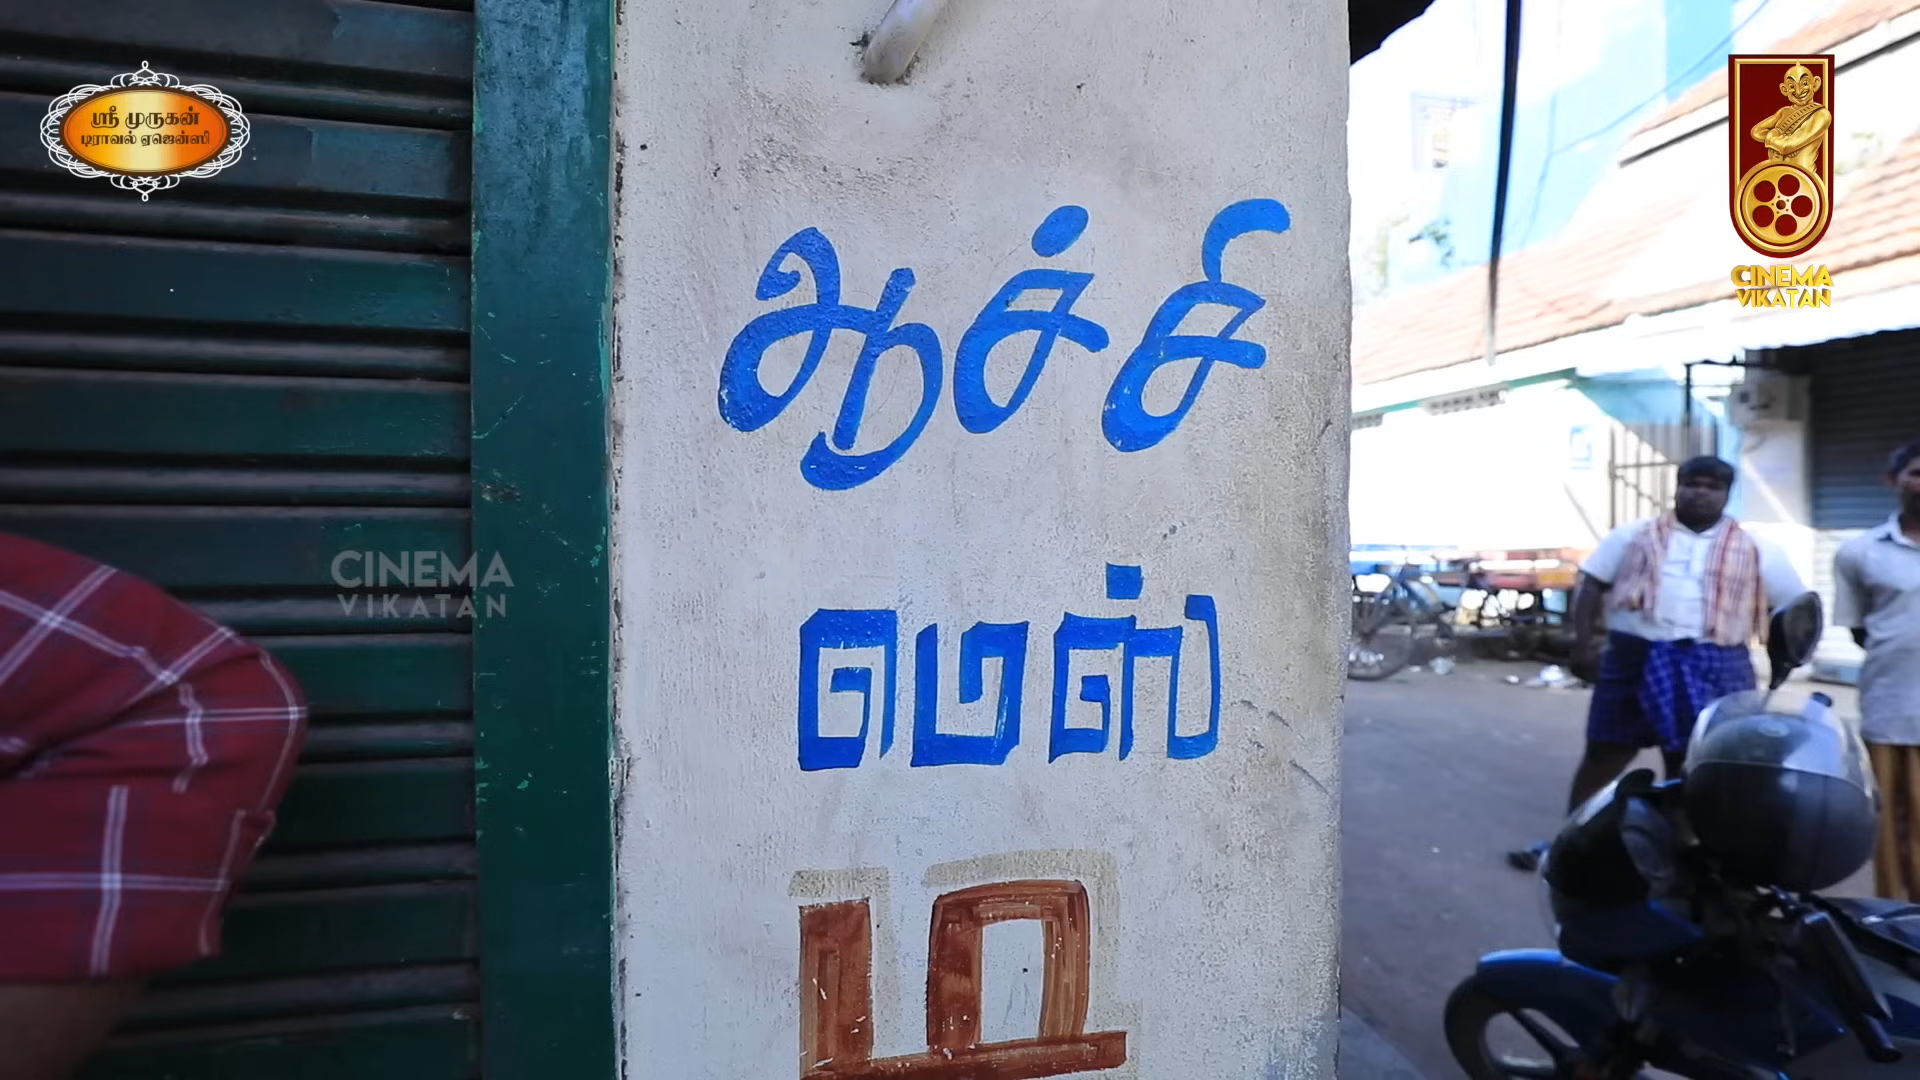 ஸ்ரீ முருகன்
டிராவல் ஏஜென்ஸி
CINEMA
VIKATAN
ஆச்சி
CINEMA
VIKATAN
மெஸ்
டி